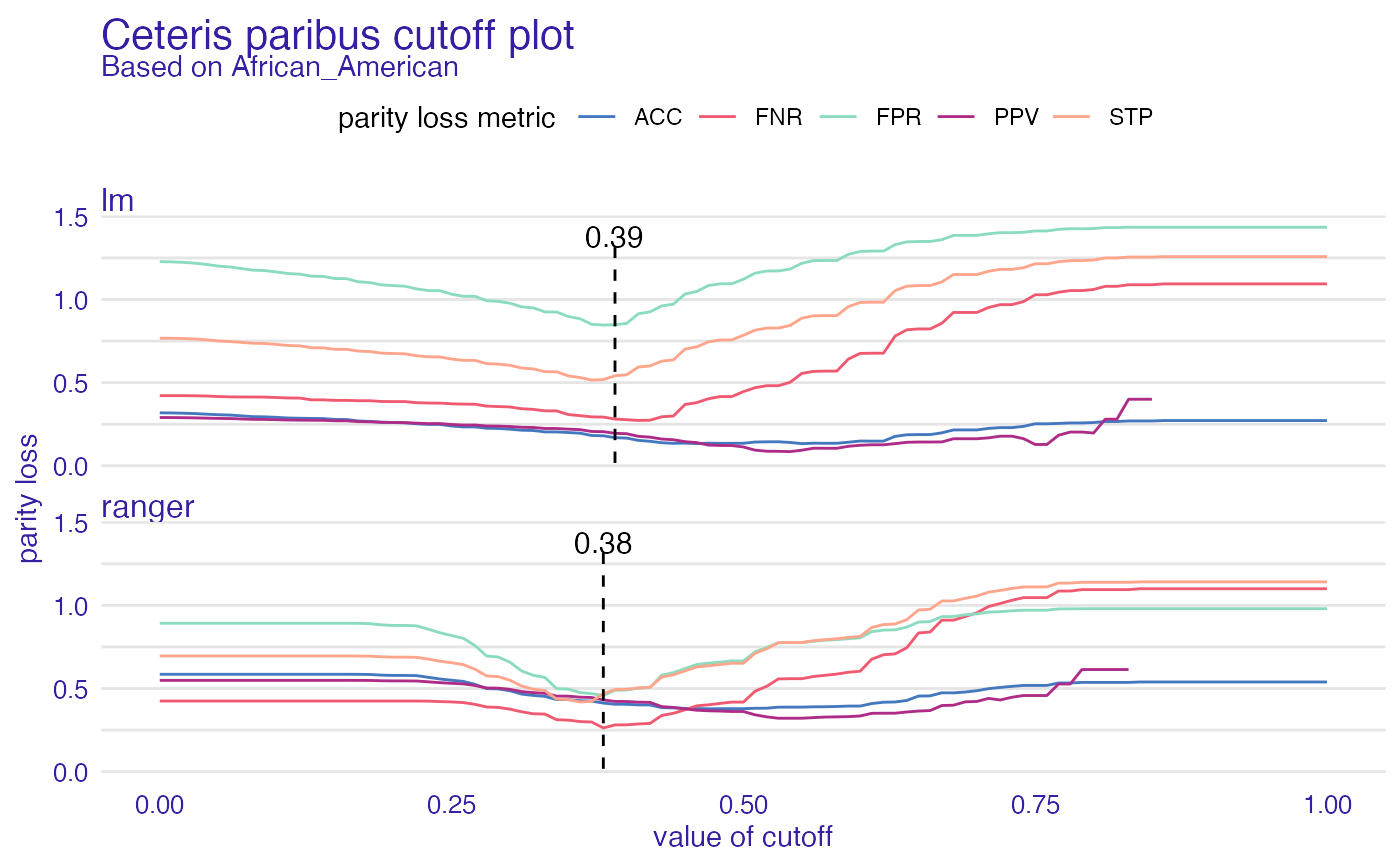 Ceteris paribus cutoff plot
Based on African_American
parity loss metric ACC FNR FPR PPV STP
lm
1.5
0.39
1.0
0.5
0.0
parity loss
ranger
1.5
0.38
1.0
0.5
0.0
0.00 0.25 0.50 0.75 1.00
value of cutoff